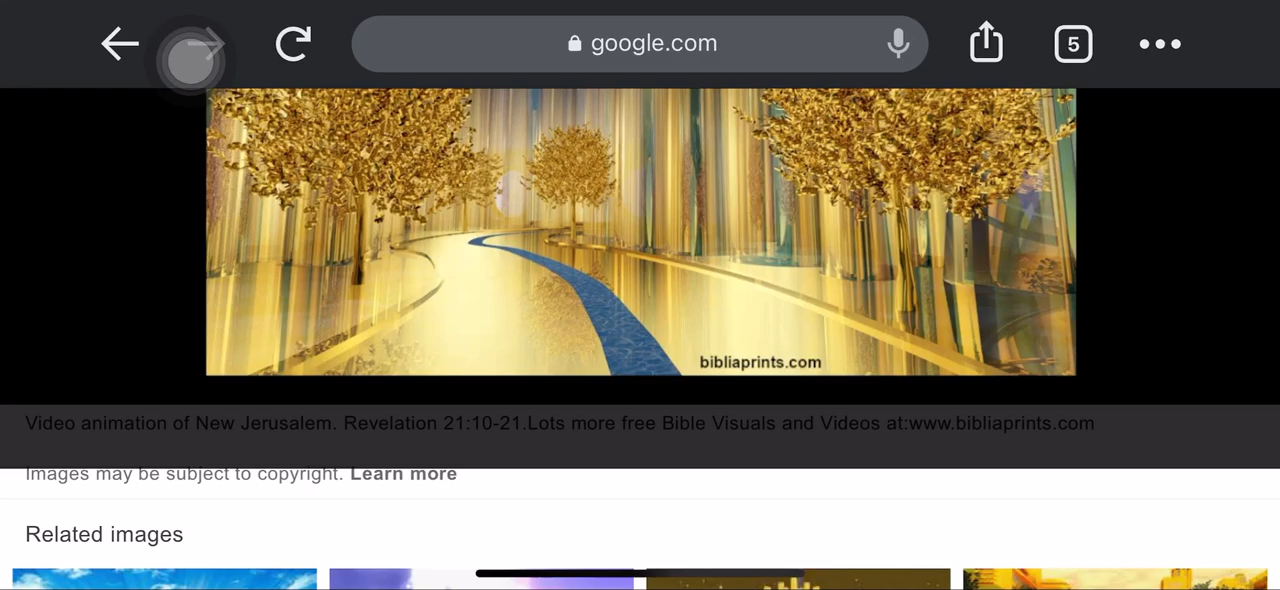 google.com
5
bibliaprints.com
Video animation of New Jerusalem. Revelation 21:10-21.Lots more free Bible Visuals and Videos at:www.bibliaprints.com
Images may be subject to copyright. Learn more
Related images